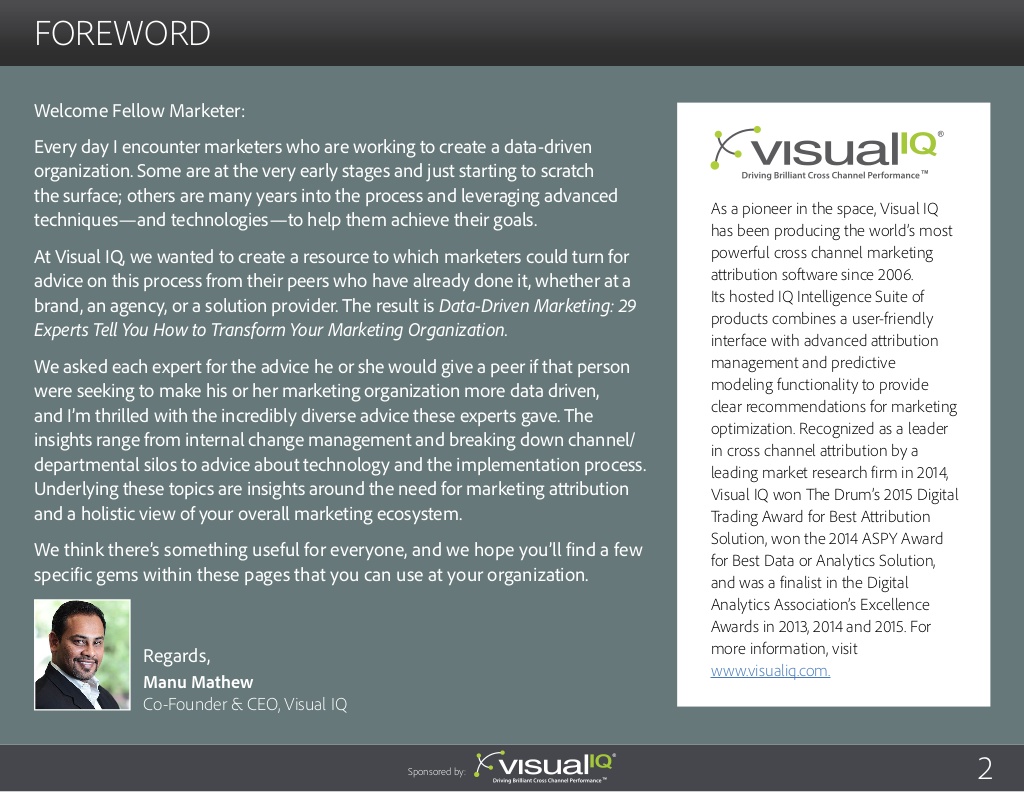 FOREWORD
Welcome Fellow Marketer:
Every day I encounter marketers who are working to create a data-driven
organization. Some are at the very early stages and just starting to scratch
the surface; others are many years into the process and leveraging advanced
techniques—and technologies—to help them achieve their goals.
At Visual IQ, we wanted to create a resource to which marketers could turn for
advice on this process from their peers who have already done it, whether at a
brand, an agency, or a solution provider. The result is Data-Driven Marketing: 29
Experts Tell You How to Transform Your Marketing Organization.
We asked each expert for the advice he or she would give a peer if that person
were seeking to make his or her marketing organization more data driven,
and I'm thrilled with the incredibly diverse advice these experts gave. The
insights range from internal change management and breaking down channel/
departmental silos to advice about technology and the implementation process.
Underlying these topics are insights around the need for marketing attribution
and a holistic view of your overall marketing ecosystem.
We think there's something useful for everyone, and we hope you'll find a few
specific gems within these pages that you can use at your organization.
Regards,
Manu Mathew
Co-Founder & CEO, Visual IQ
visualIQ®
Driving Brilliant Cross Channel Performance™
As a pioneer in the space, Visual IQ
has been producing the world's most
powerful cross channel marketing
attribution software since 2006.
Its hosted IQ Intelligence Suite of
products combines a user-friendly
interface with advanced attribution
management and predictive
modeling functionality to provide
clear recommendations for marketing
optimization. Recognized as a leader
in cross channel attribution by a
leading market research firm in 2014,
Visual IQ won The Drum's 2015 Digital
Trading Award for Best Attribution
Solution, won the 2014 ASPY Award
for Best Data or Analytics Solution,
and was a finalist in the Digital
Analytics Association's Excellence
Awards in 2013, 2014 and 2015. For
more information, visit
www.visualiq.com.
Sponsored by:
visualIQ®
Driving Brilliant Cross Channel Performance™
2